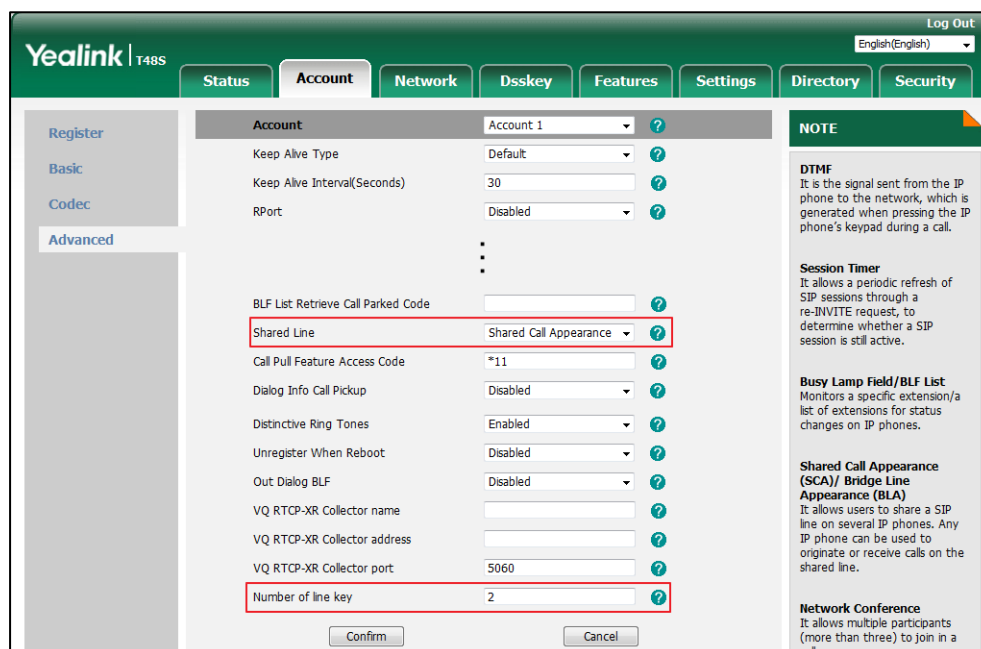 Log Out
Yealink | T48S
English(English)
Status Account Network Dsskey Features Settings Directory Security
Register
Basic
Codec
Advanced
Account Account 1 ?
Keep Alive Type Default ?
Keep Alive Interval(Seconds) 30 ?
RPort Disabled ?
BLF List Retrieve Call Parked Code ?
Shared Line Shared Call Appearance ?
Call Pull Feature Access Code *11 ?
Dialog Info Call Pickup Disabled ?
Distinctive Ring Tones Enabled ?
Unregister When Reboot Disabled ?
Out Dialog BLF Disabled ?
VQ RTCP-XR Collector name ?
VQ RTCP-XR Collector address ?
VQ RTCP-XR Collector port 5060 ?
Number of line key 2 ?
Confirm Cancel
NOTE
DTMF
It is the signal sent from the IP
phone to the network, which is
generated when pressing the IP
phone's keypad during a call.
Session Timer
It allows a periodic refresh of
SIP sessions through a
re-INVITE request, to
determine whether a SIP
session is still active.
Busy Lamp Field/BLF List
Monitors a specific extension/a
list of extensions for status
changes on IP phones.
Shared Call Appearance
(SCA)/ Bridge Line
Appearance (BLA)
It allows users to share a SIP
line on several IP phones. Any
IP phone can be used to
originate or receive calls on the
shared line.
Network Conference
It allows multiple participants
(more than three) to join in a